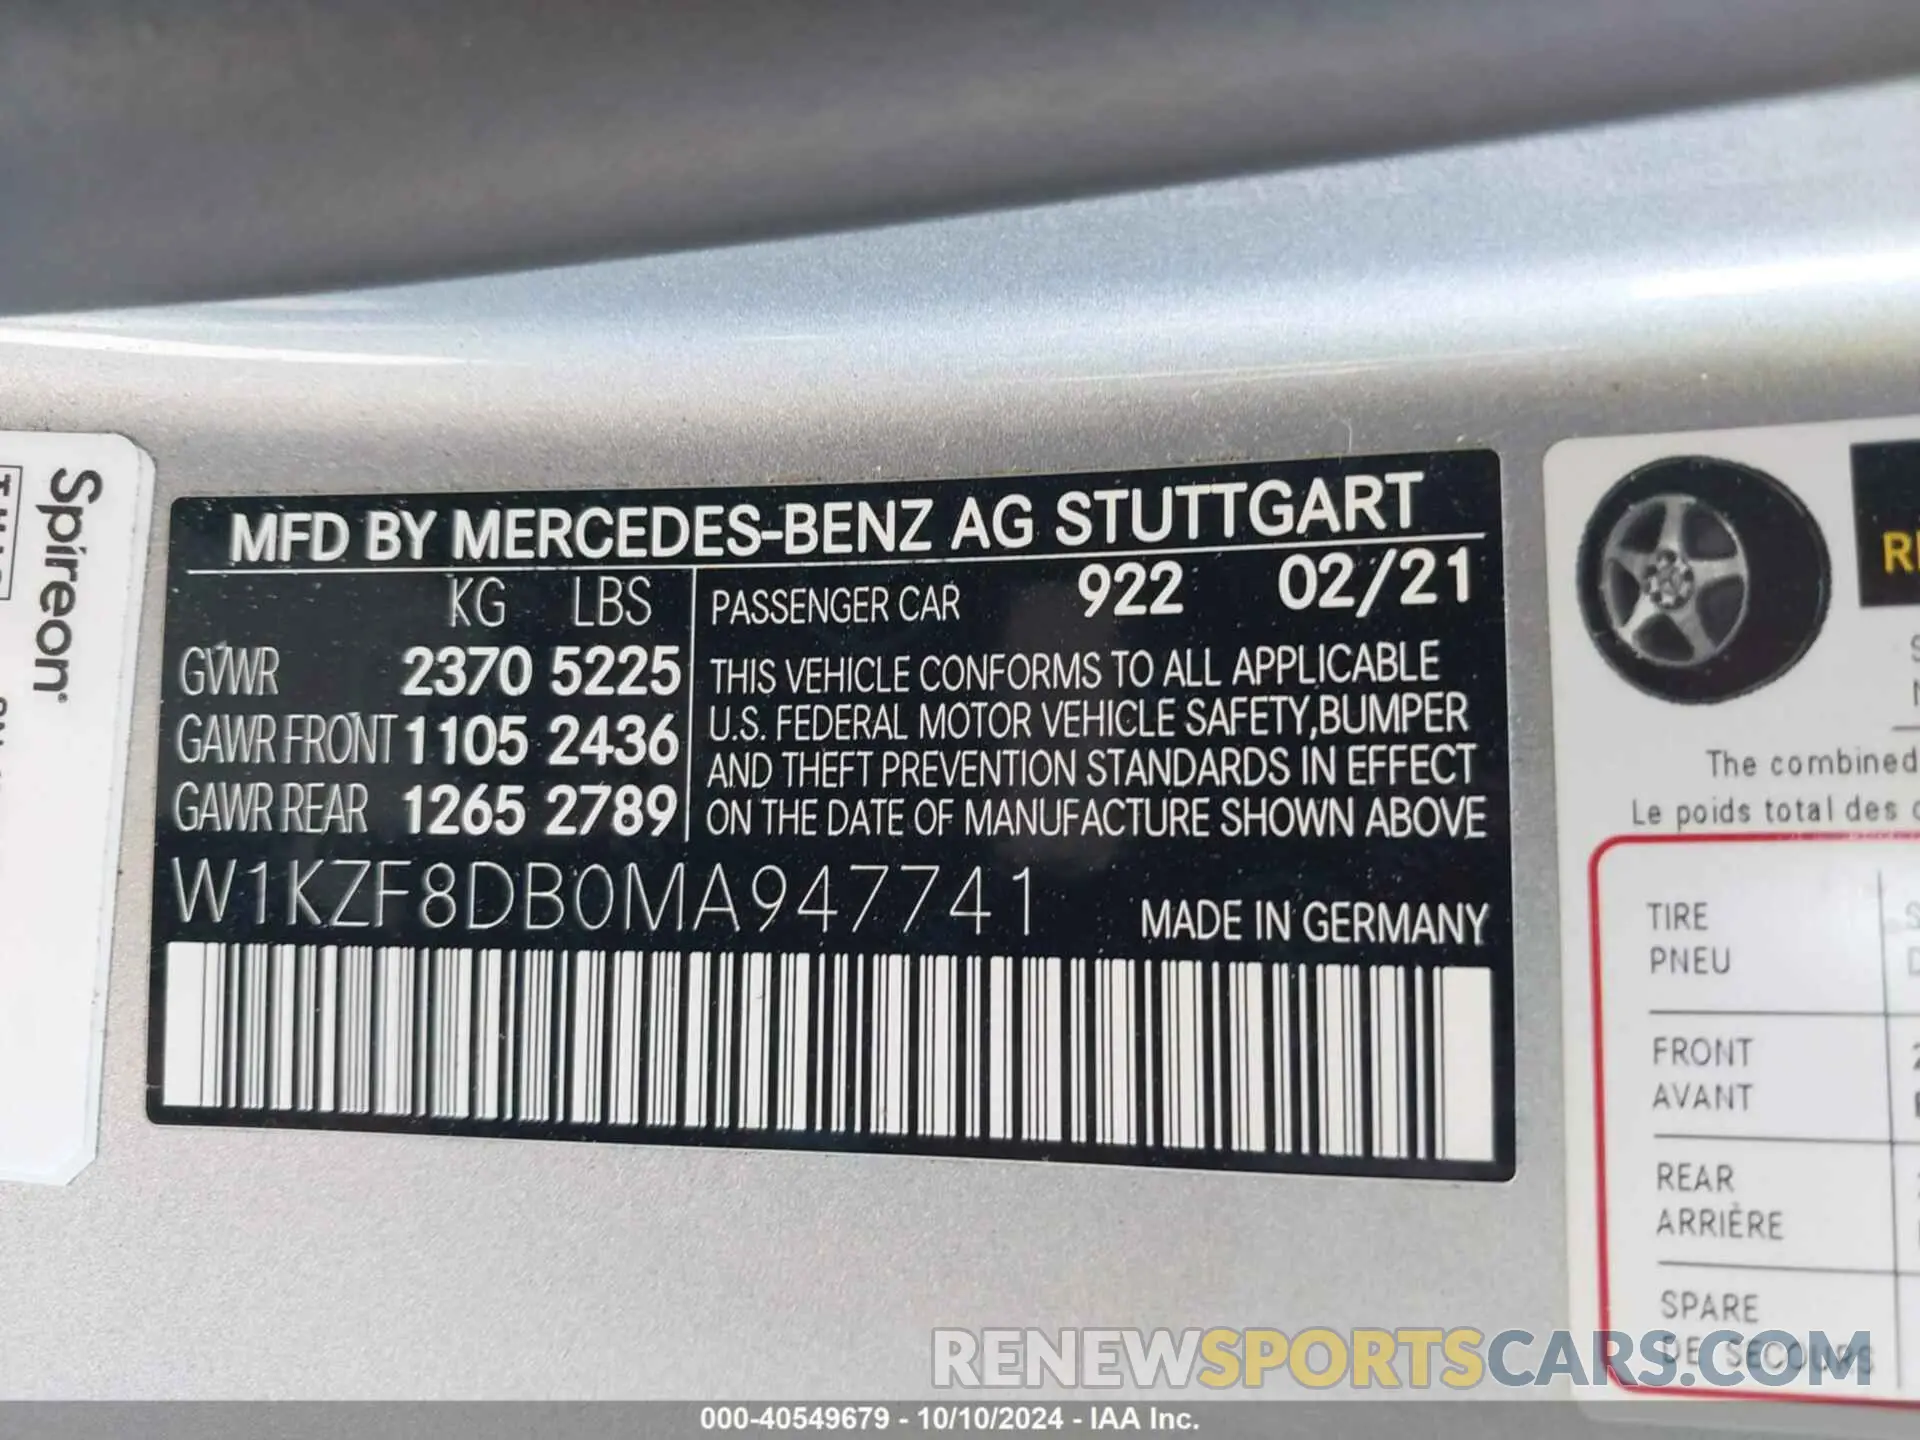 Spireon
MFD BY MERCEDES-BENZ AG STUTTGART
KG LBS
GVWR 2370 5225
GAWR FRONT 1105 2436
GAWR REAR 1265 2789
PASSENGER CAR 922 02/21
THIS VEHICLE CONFORMS TO ALL APPLICABLE
U.S. FEDERAL MOTOR VEHICLE SAFETY,BUMPER
AND THEFT PREVENTION STANDARDS IN EFFECT
ON THE DATE OF MANUFACTURE SHOWN ABOVE
W1KZF8DB0MA947741
MADE IN GERMANY
The combined
Le poids total des
TIRE
PNEU
FRONT
AVANT
REAR
ARRIÈRE
SPARE
DE SECOURS
RENEWSPORTSCARS.COM
000-40549679 - 10/10/2024 - IAA Inc.